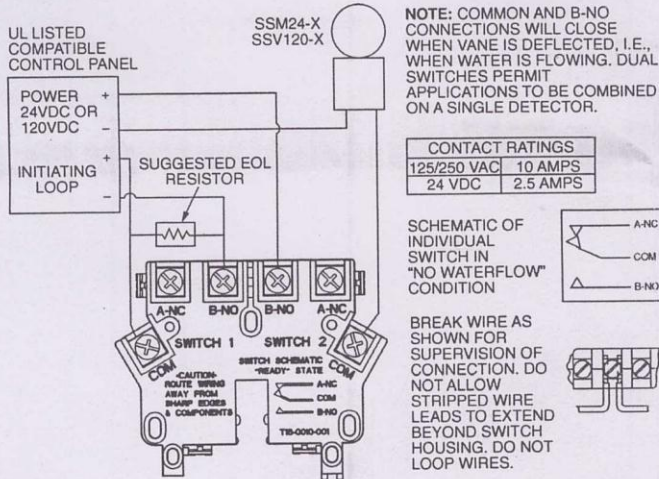 UL LISTED
COMPATIBLE
CONTROL PANEL
POWER +
24VDC OR
120VDC
–
+
INITIATING
LOOP
–
SUGGESTED EOL
RESISTOR
SSM24-X
SSV120-X
A-NC B-NO B-NO A-NC
SWITCH 1 SWITCH 2
COM COM
-CAUTION-
ROUTE WIRING
AWAY FROM
SHARP EDGES
& COMPONENTS
SWITCH SCHEMATIC
"READY" STATE
A-NC
COM
B-NO
T15-0010-001
NOTE: COMMON AND B-NO
CONNECTIONS WILL CLOSE
WHEN VANE IS DEFLECTED, I.E.,
WHEN WATER IS FLOWING. DUAL
SWITCHES PERMIT
APPLICATIONS TO BE COMBINED
ON A SINGLE DETECTOR.
CONTACT RATINGS
125/250 VAC 10 AMPS
24 VDC 2.5 AMPS
SCHEMATIC OF
INDIVIDUAL
SWITCH IN
"NO WATERFLOW"
CONDITION
A-NC
COM
B-NO
BREAK WIRE AS
SHOWN FOR
SUPERVISION OF
CONNECTION. DO
NOT ALLOW
STRIPPED WIRE
LEADS TO EXTEND
BEYOND SWITCH
HOUSING. DO NOT
LOOP WIRES.